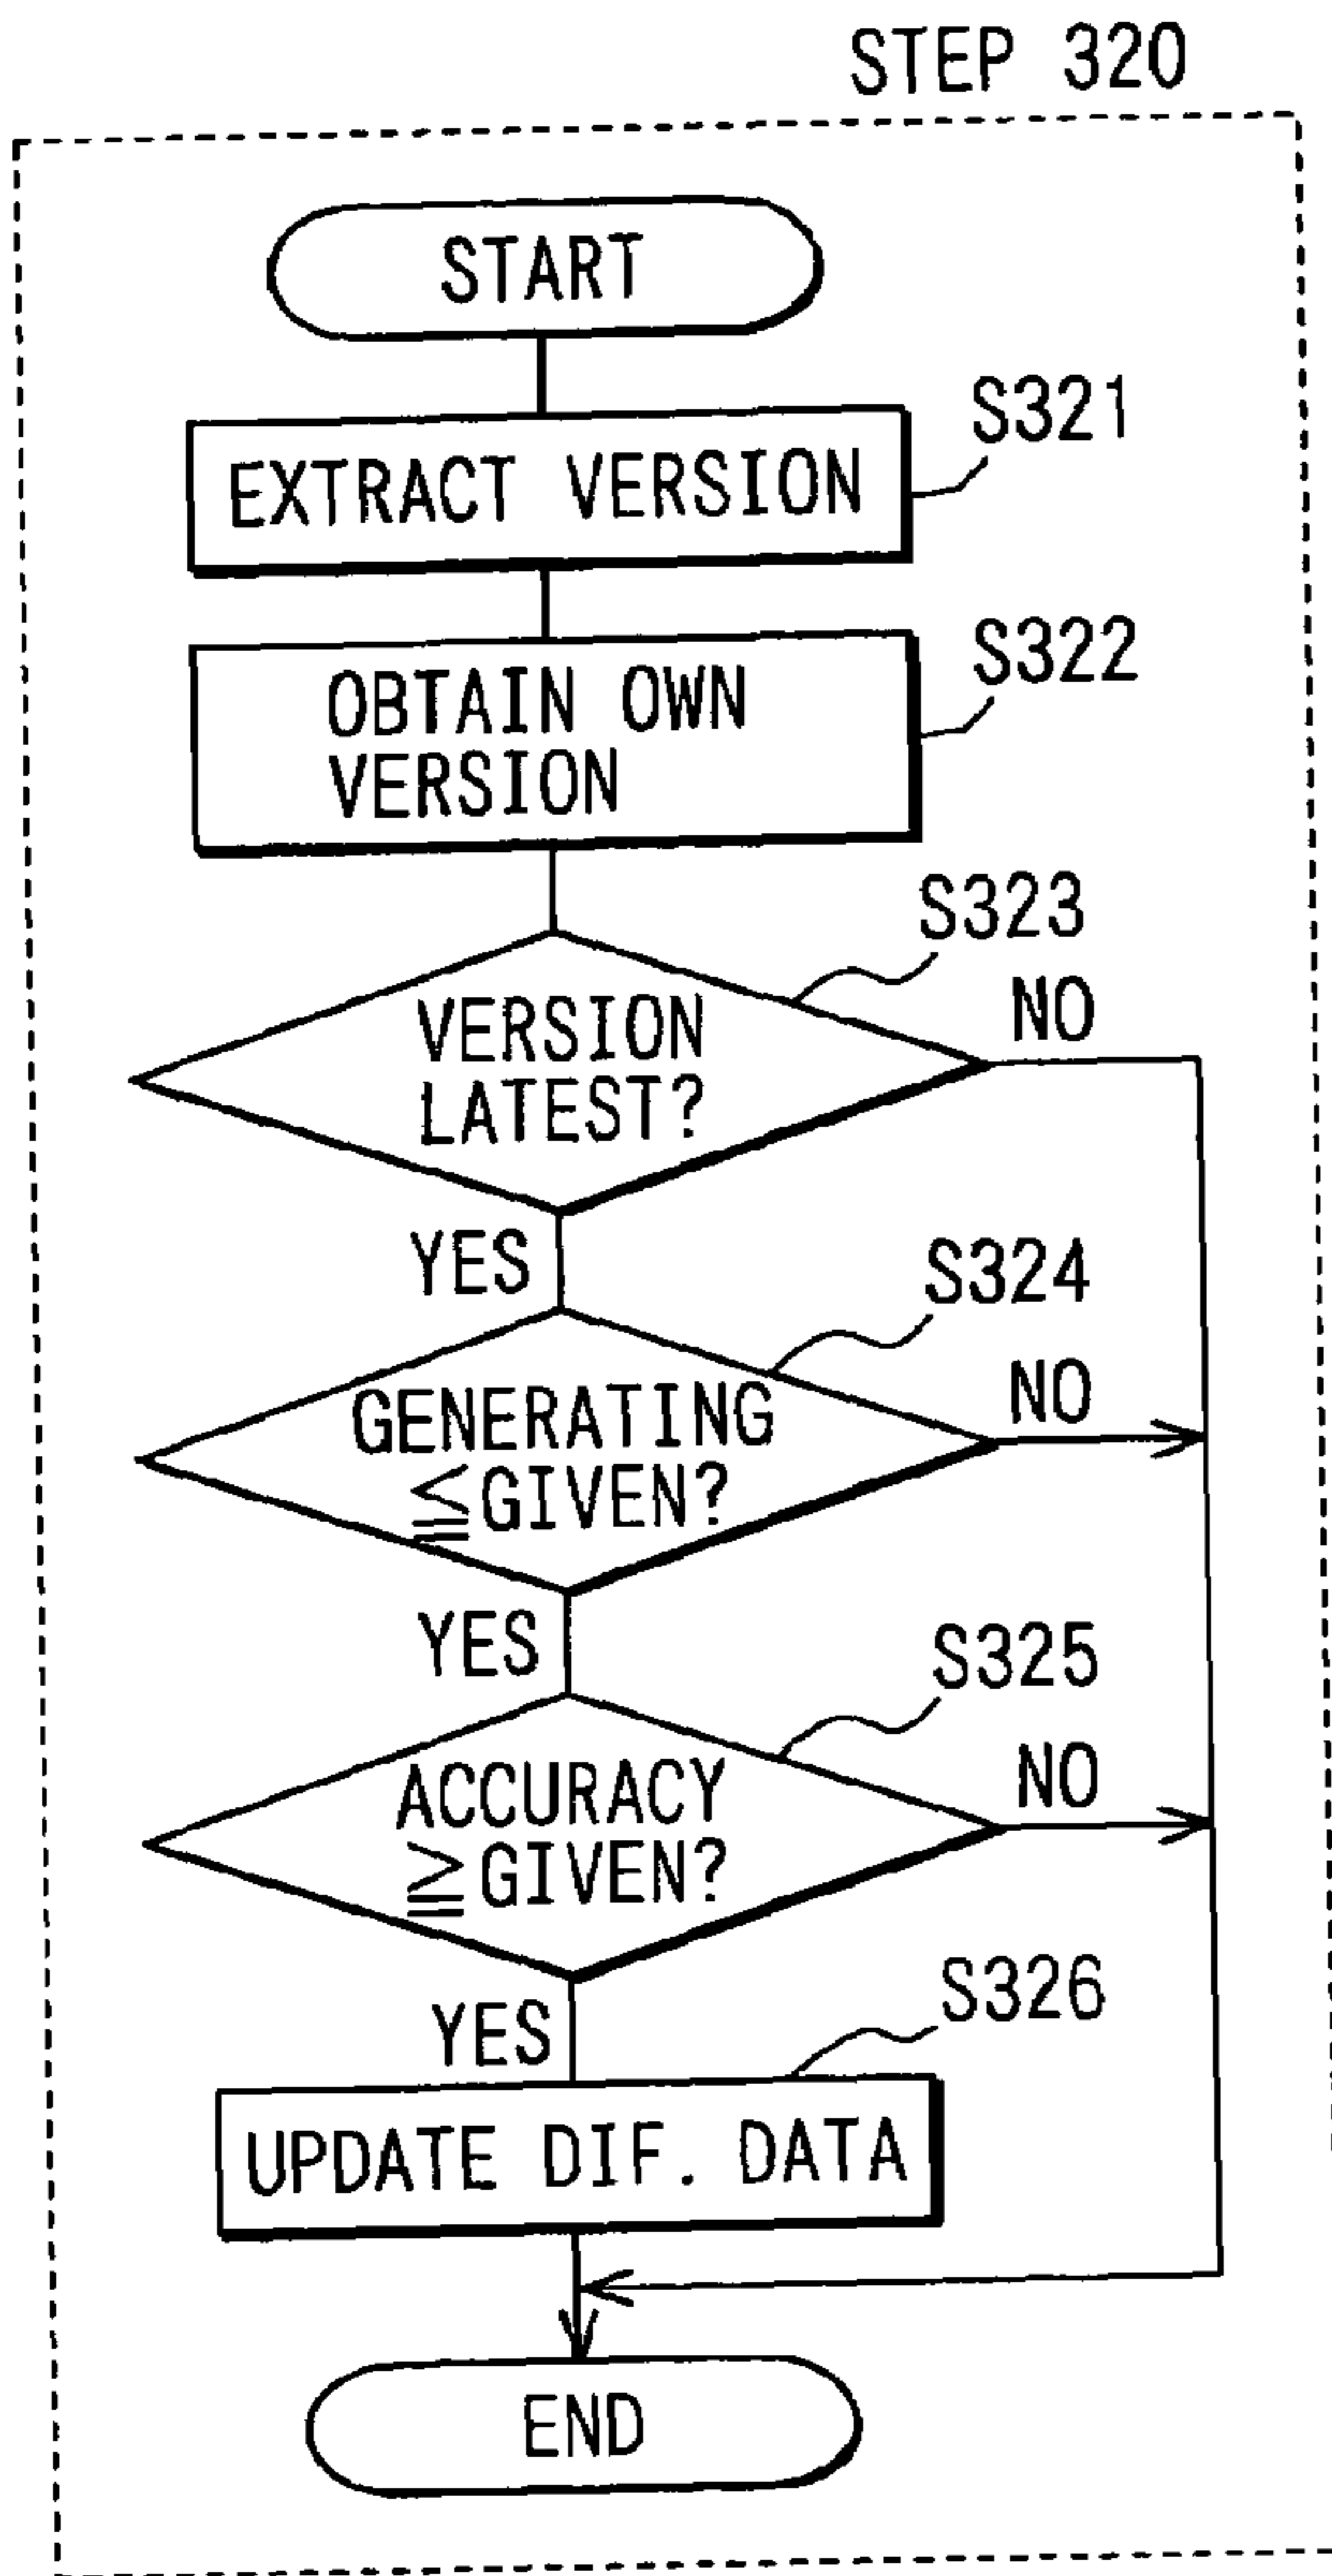 STEP 320
START
S321
EXTRACT VERSION
S322
OBTAIN OWN
VERSION
S323
NO
VERSION
LATEST?
YES
S324
NO
GENERATING
≦GIVEN?
YES
S325
NO
ACCURACY
≧GIVEN?
YES
S326
UPDATE DIF. DATA
END